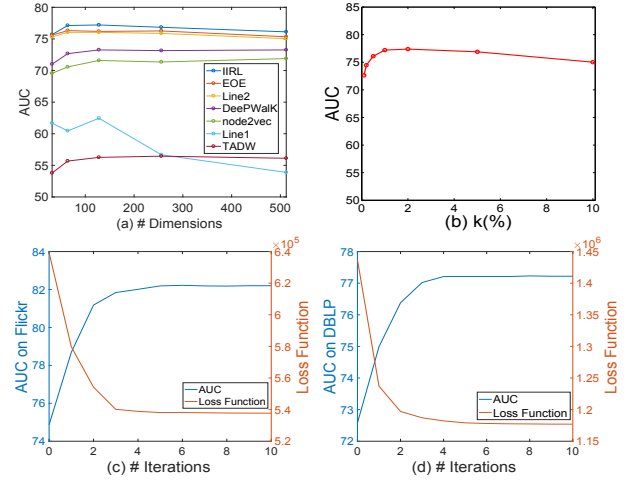 80
75
70
65
60
55
50
AUC
IIRL
EOE
Line2
DeePWalK
node2vec
Line1
TADW
100 200 300 400 500
(a) # Dimensions
85
80
75
70
65
60
55
50
AUC
0 2 4 6 8 10
(b) k(%)
84
82
80
78
76
74
AUC on Flickr
×10^5
6.4
6.2
6
5.8
5.6
5.4
5.2
Loss Function
AUC
Loss Function
0 2 4 6 8 10
(c) # Iterations
78
77
76
75
74
73
72
AUC on DBLP
×10^6
1.45
1.4
1.35
1.3
1.25
1.2
1.15
Loss Function
AUC
Loss Function
0 2 4 6 8 10
(d) # Iterations